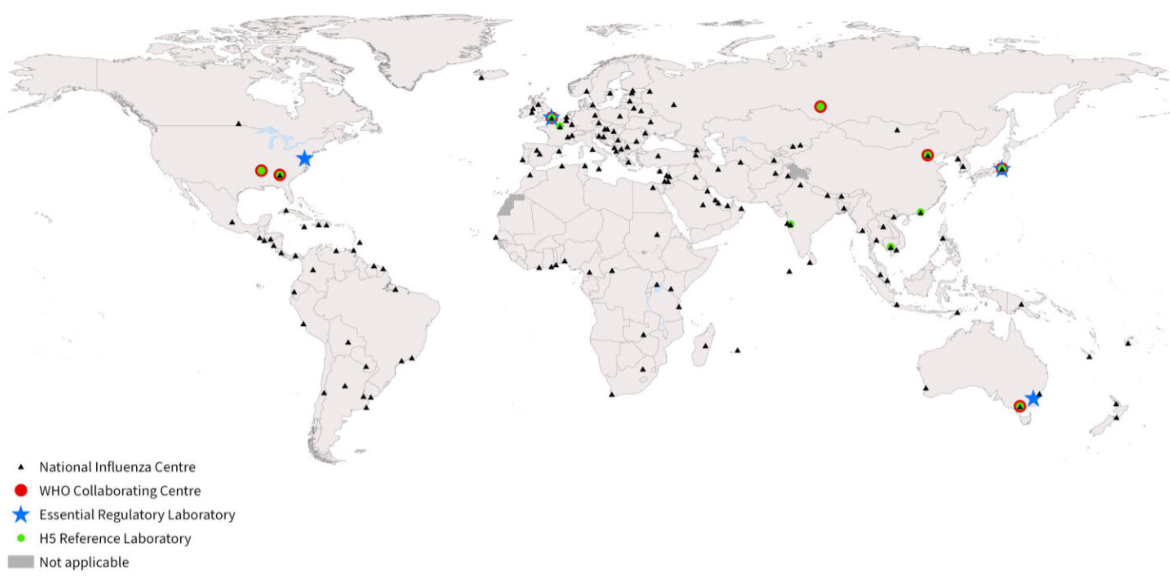 National Influenza Centre
WHO Collaborating Centre
Essential Regulatory Laboratory
H5 Reference Laboratory
Not applicable